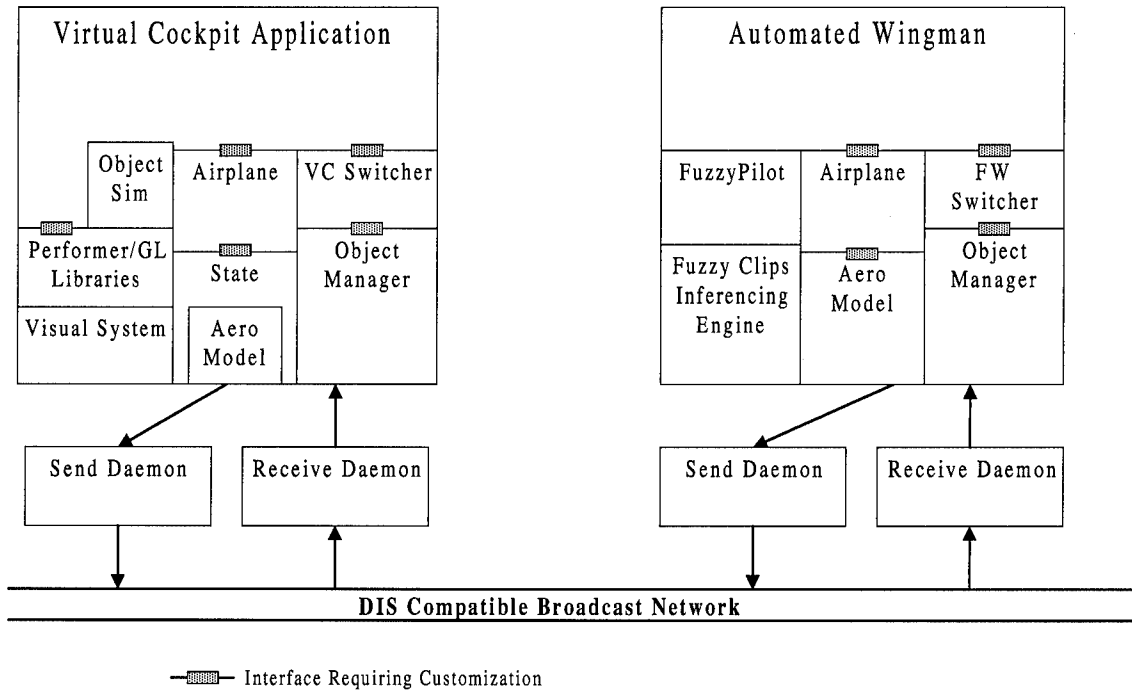 Virtual Cockpit Application
Object
Sim
Airplane
VC Switcher
Performer/GL
Libraries
State
Object
Manager
Visual System
Aero
Model
Send Daemon
Receive Daemon
Automated Wingman
FuzzyPilot
Airplane
FW
Switcher
Fuzzy Clips
Inferencing
Engine
Aero
Model
Object
Manager
Send Daemon
Receive Daemon
DIS Compatible Broadcast Network
Interface Requiring Customization